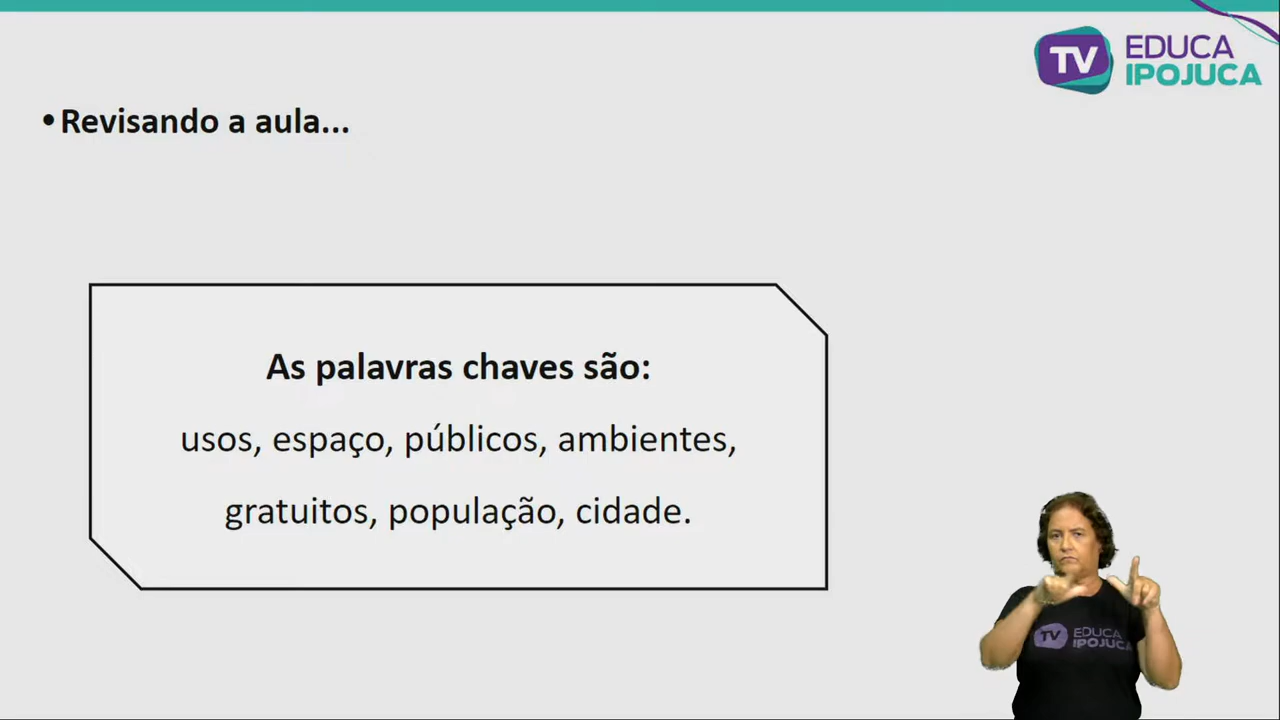 TV EDUCA
IPOJUCA
•Revisando a aula...
As palavras chaves são:
usos, espaço, públicos, ambientes,
gratuitos, população, cidade.
TV EDUCA
IPOJUCA